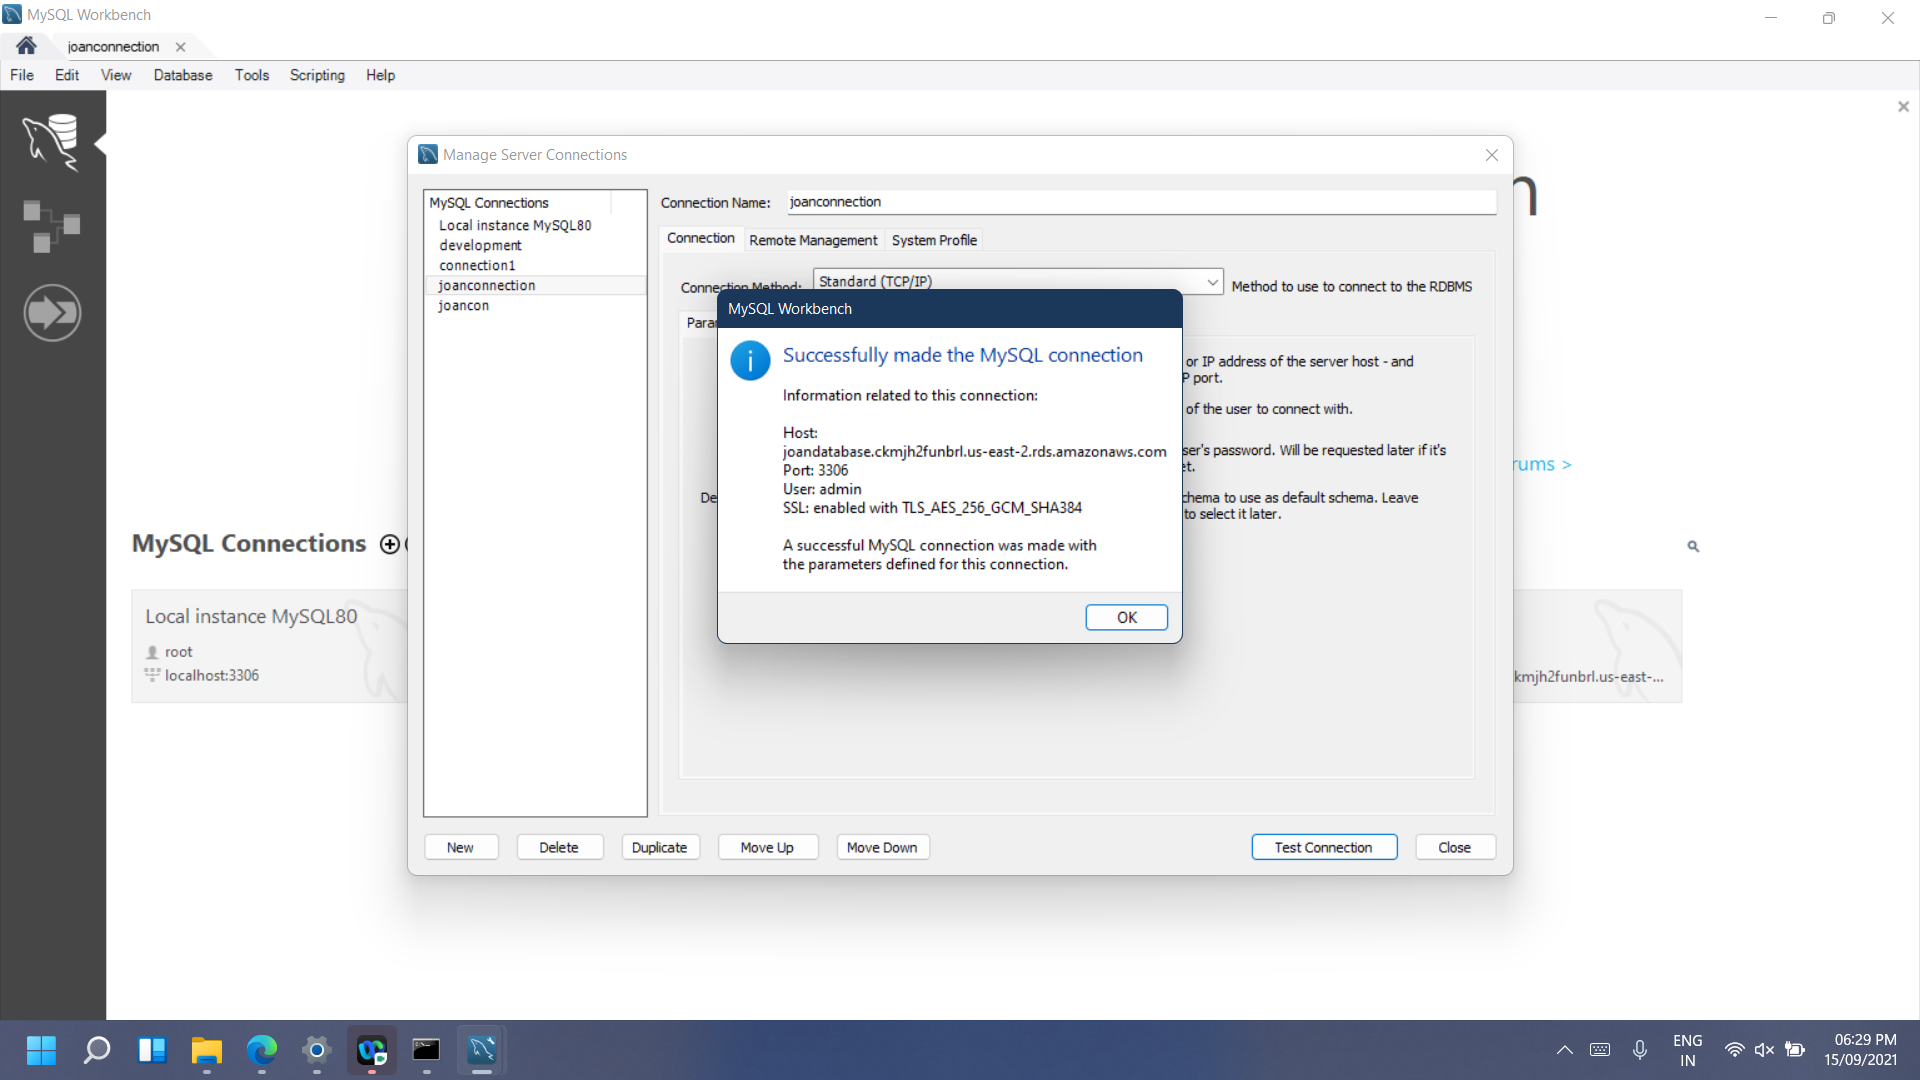 MySQL Workbench
joanconnection
File Edit View Database Tools Scripting Help
Manage Server Connections
MySQL Connections
Local instance MySQL80
development
connection1
joanconnection
joancon
Connection Name: joanconnection
Connection Remote Management System Profile
Connection Method: Standard (TCP/IP) Method to use to connect to the RDBMS
Para
or IP address of the server host - and
P port.
of the user to connect with.
ser's password. Will be requested later if it's
et.
De
chema to use as default schema. Leave
to select it later.
MySQL Workbench
Successfully made the MySQL connection
Information related to this connection:
Host:
joandatabase.ckmjh2funbrl.us-east-2.rds.amazonaws.com
Port: 3306
User: admin
SSL: enabled with TLS_AES_256_GCM_SHA384
A successful MySQL connection was made with
the parameters defined for this connection.
OK
New Delete Duplicate Move Up Move Down Test Connection Close
n
rums >
MySQL Connections
Local instance MySQL80
root
localhost:3306
kmjh2funbrl.us-east-...
ENG
IN
06:29 PM
15/09/2021